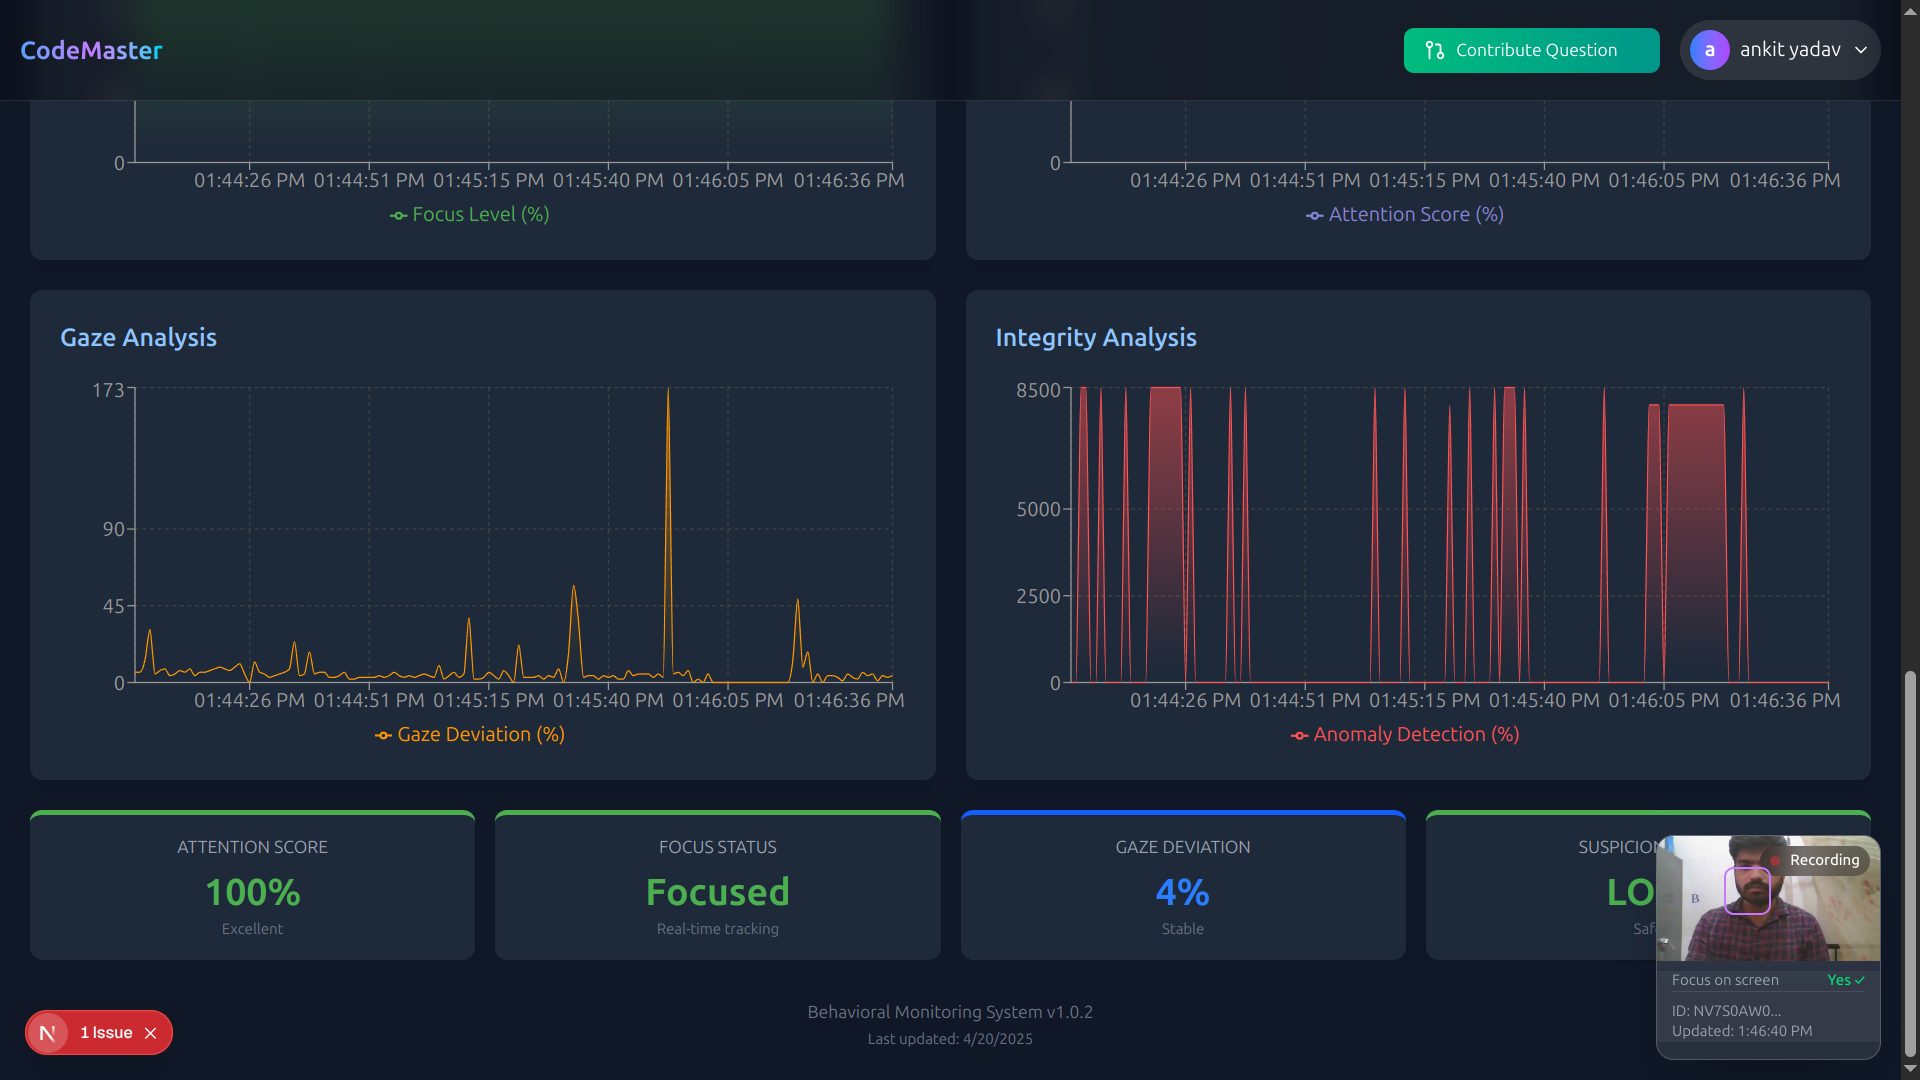 CodeMaster
Contribute Question
a ankit yadav
0
01:44:26 PM 01:44:51 PM 01:45:15 PM 01:45:40 PM 01:46:05 PM 01:46:36 PM
Focus Level (%)
0
01:44:26 PM 01:44:51 PM 01:45:15 PM 01:45:40 PM 01:46:05 PM 01:46:36 PM
Attention Score (%)
Gaze Analysis
173
90
45
0
01:44:26 PM 01:44:51 PM 01:45:15 PM 01:45:40 PM 01:46:05 PM 01:46:36 PM
Gaze Deviation (%)
Integrity Analysis
8500
5000
2500
0
01:44:26 PM 01:44:51 PM 01:45:15 PM 01:45:40 PM 01:46:05 PM 01:46:36 PM
Anomaly Detection (%)
ATTENTION SCORE
100%
Excellent
FOCUS STATUS
Focused
Real-time tracking
GAZE DEVIATION
4%
Stable
SUSPICION
LO
Saf
Recording
B
Focus on screen Yes ✓
ID: NV7S0AW0...
Updated: 1:46:40 PM
Behavioral Monitoring System v1.0.2
Last updated: 4/20/2025
N 1 Issue